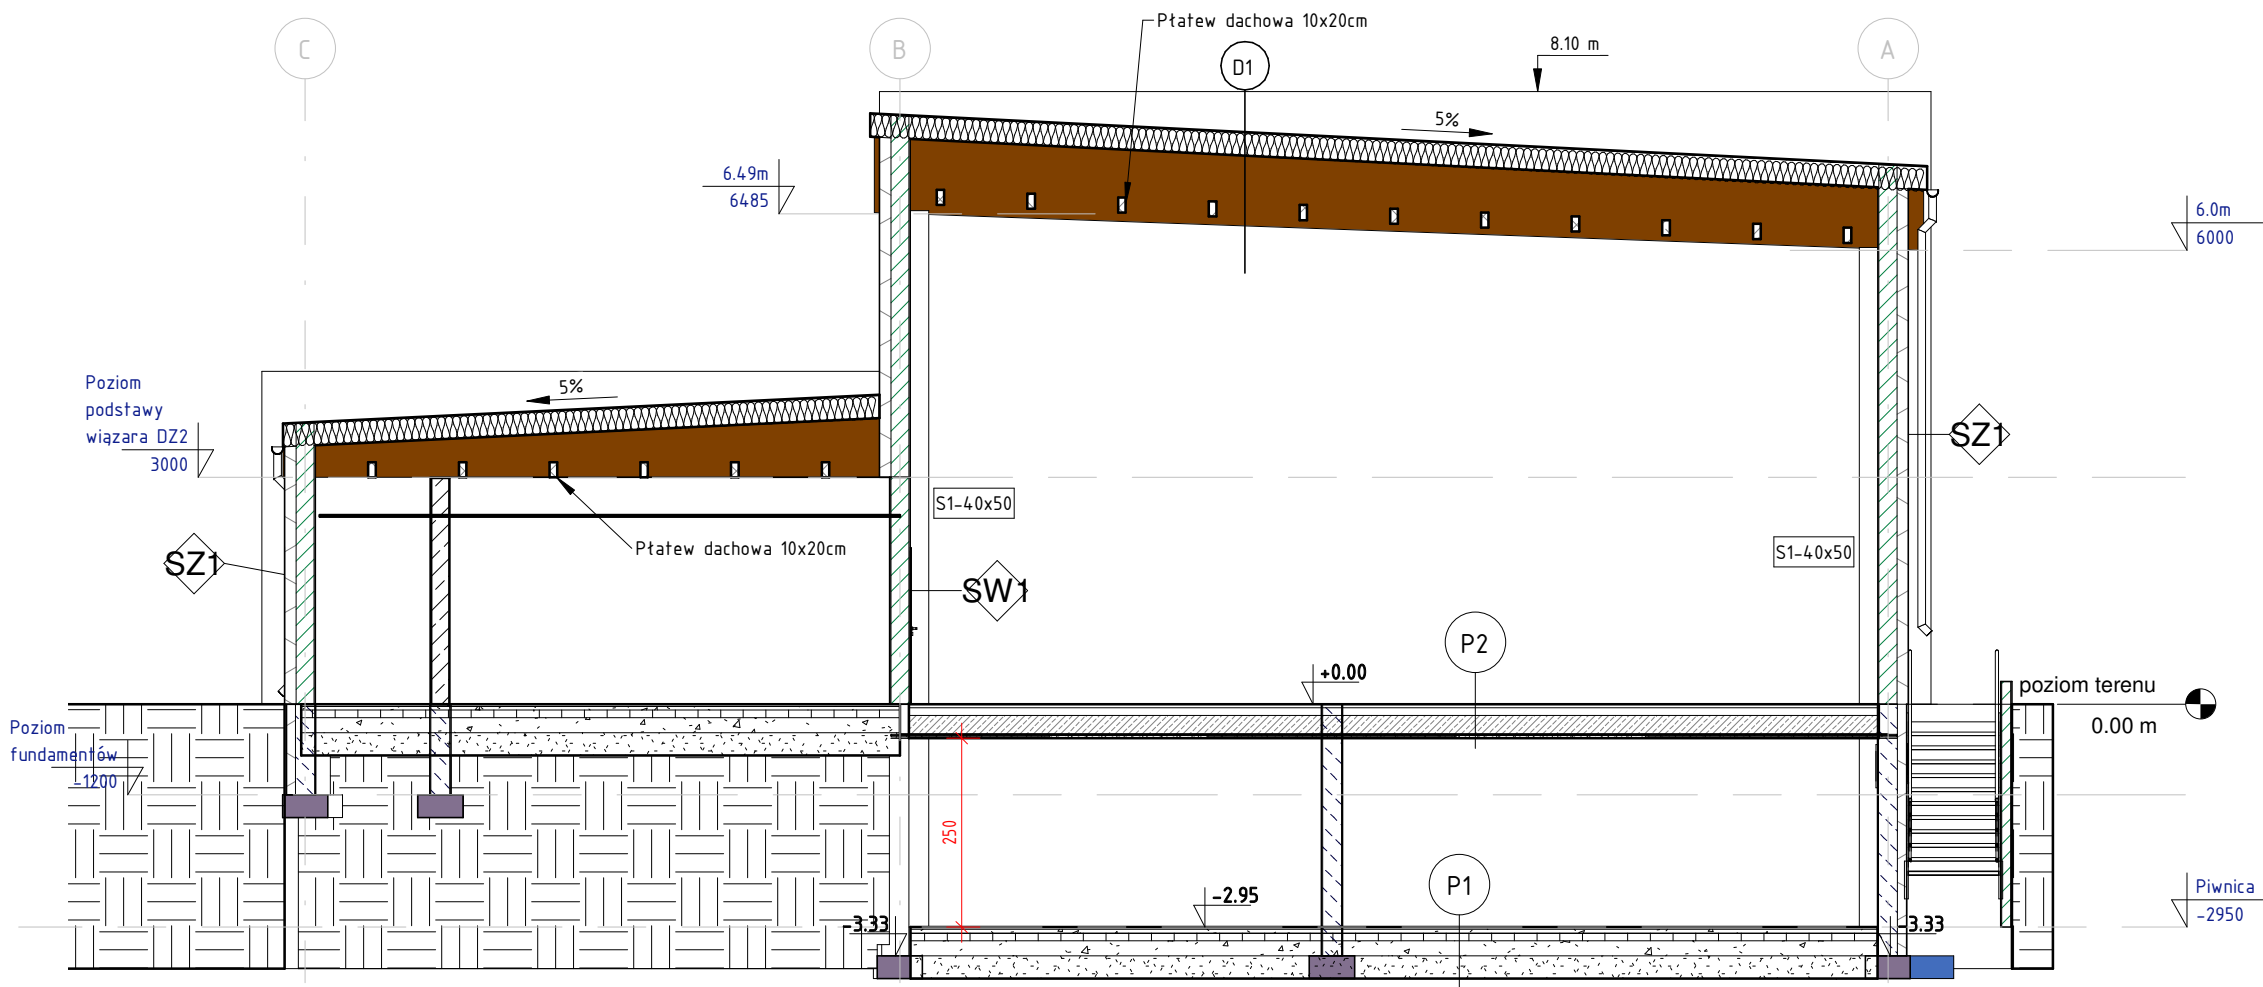 C
B
A
Płatew dachowa 10x20cm
D1
8.10 m
5%
6.49m
6485
6.0m
6000
Poziom
podstawy
wiązara DZ2
3000
5%
S1-40x50
S1-40x50
SZ1
SZ1
Płatew dachowa 10x20cm
SW1
P2
+0.00
poziom terenu
0.00 m
Poziom
fundamentów
-1200
250
P1
-2.95
-3.33
-3.33
Piwnica
-2950